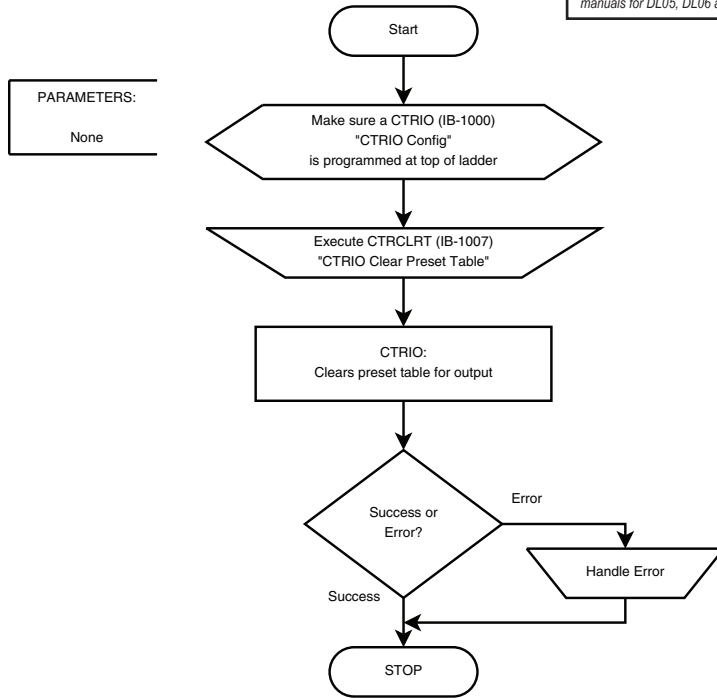 manuals for DL05, DL06 a
Start
PARAMETERS:
None
Make sure a CTRIO (IB-1000)
"CTRIO Config"
is programmed at top of ladder
Execute CTRCLRT (IB-1007)
"CTRIO Clear Preset Table"
CTRIO:
Clears preset table for output
Success or
Error?
Error
Handle Error
Success
STOP